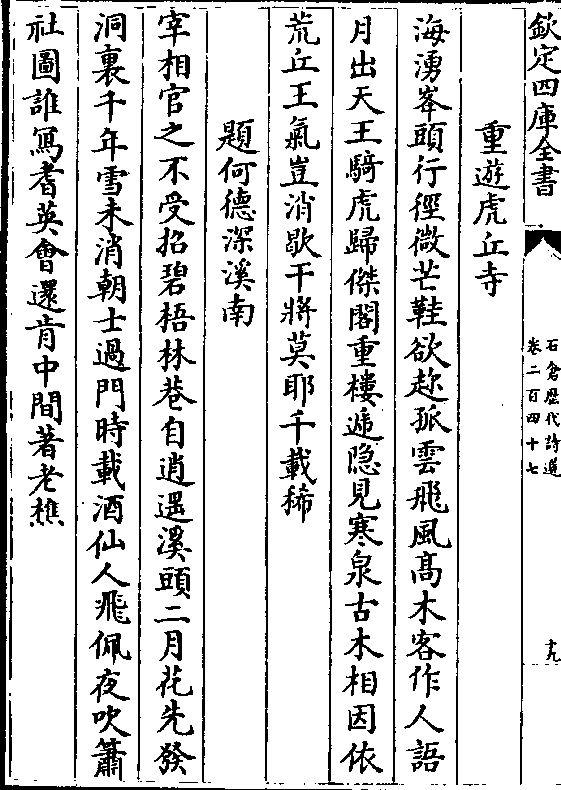 欽定四庫全書
石倉歷代詩選
卷二百四十七
十九
重遊虎丘寺
海湧峯頭行徑微芒鞋欲趂孤雲飛風髙木客作人語
月出天王騎虎歸傑閣重樓遞隠見寒泉古木相因依
荒丘王氣豈消歇干將莫耶千載稀
題何德深溪南
宰相官之不受招碧梧林巷自逍遥溪頭二月花先發
洞裏千年雪未消朝士過門時載酒仙人飛佩夜吹簫
社圖誰寫耆英會還肯中間著老樵